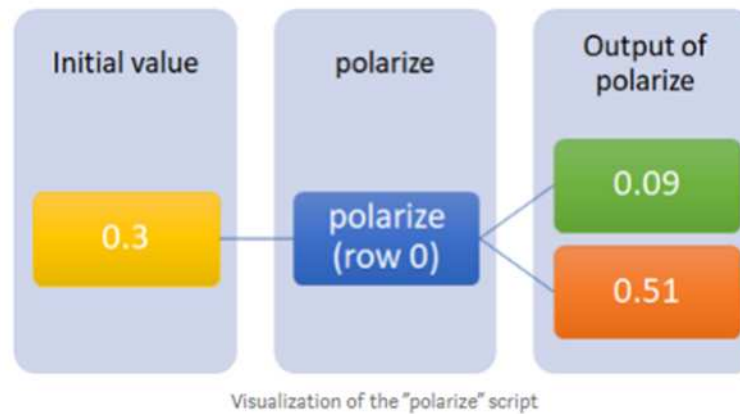 Initial value
polarize
Output of
polarize
0.3
polarize
(row 0)
0.09
0.51
Visualization of the "polarize" script